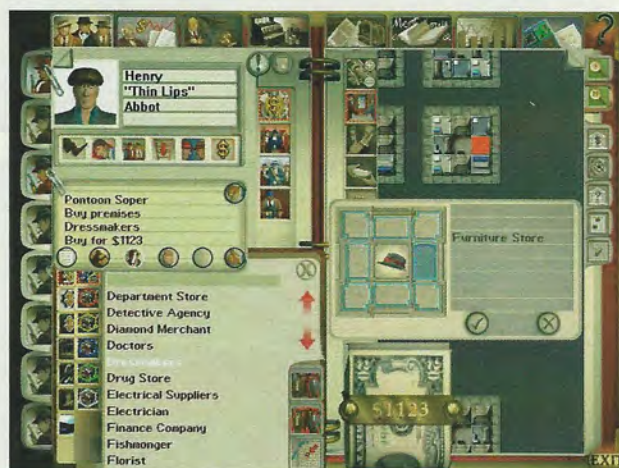 Henry
"Thin Lips"
Abbot
Pontoon Soper
Buy premises
Dressmakers
Buy for $1123
Department Store
Detective Agency
Diamond Merchant
Doctors
Dressmakers
Drug Store
Electrical Suppliers
Electrician
Finance Company
Fishmonger
Florist
Furniture Store
$1123
EXIT
?